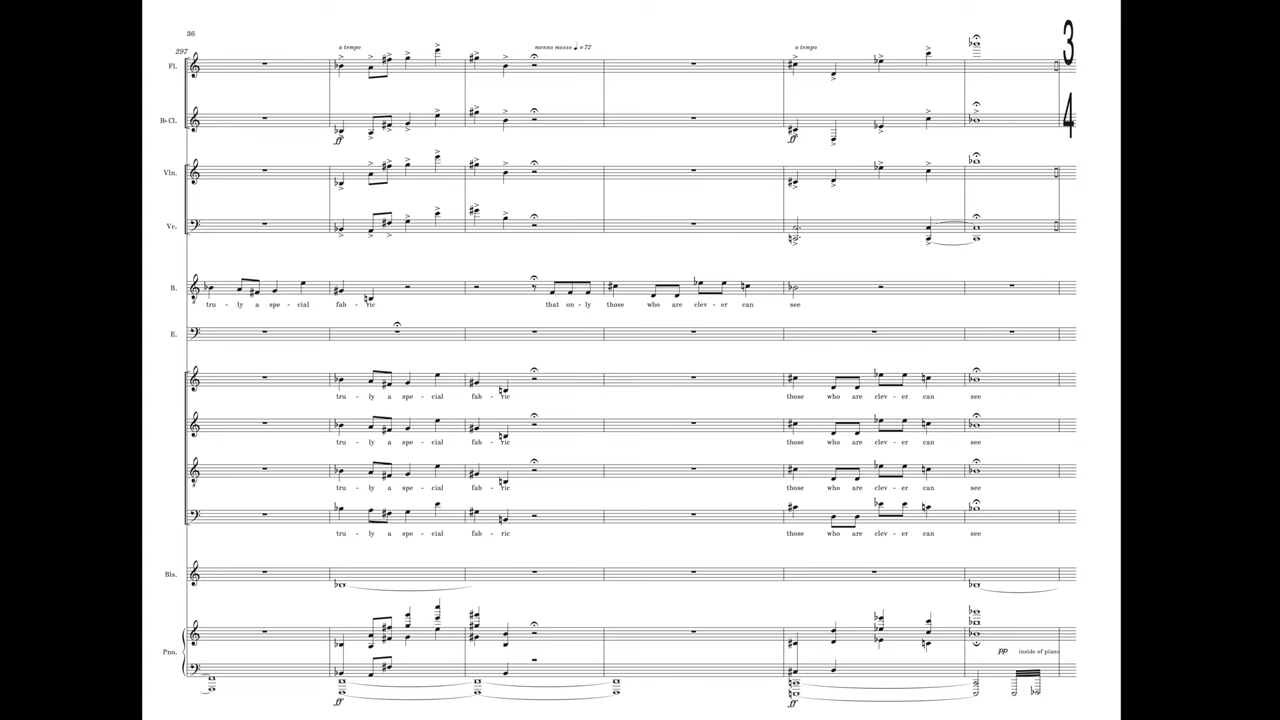 36
297
a tempo
menno mosso ♩ = 72
a tempo
3
4
Fl.
B♭ Cl.
ff
ff
Vln.
Vc.
B.
tru - ly a spe - cial fab - ric that on - ly those who are clev - er can see
E.
tru - ly a spe - cial fab - ric those who are clev - er can see
tru - ly a spe - cial fab - ric those who are clev - er can see
tru - ly a spe - cial fab - ric those who are clev - er can see
tru - ly a spe - cial fab - ric those who are clev - er can see
Bls.
Pno.
pp inside of piano
ff
ff